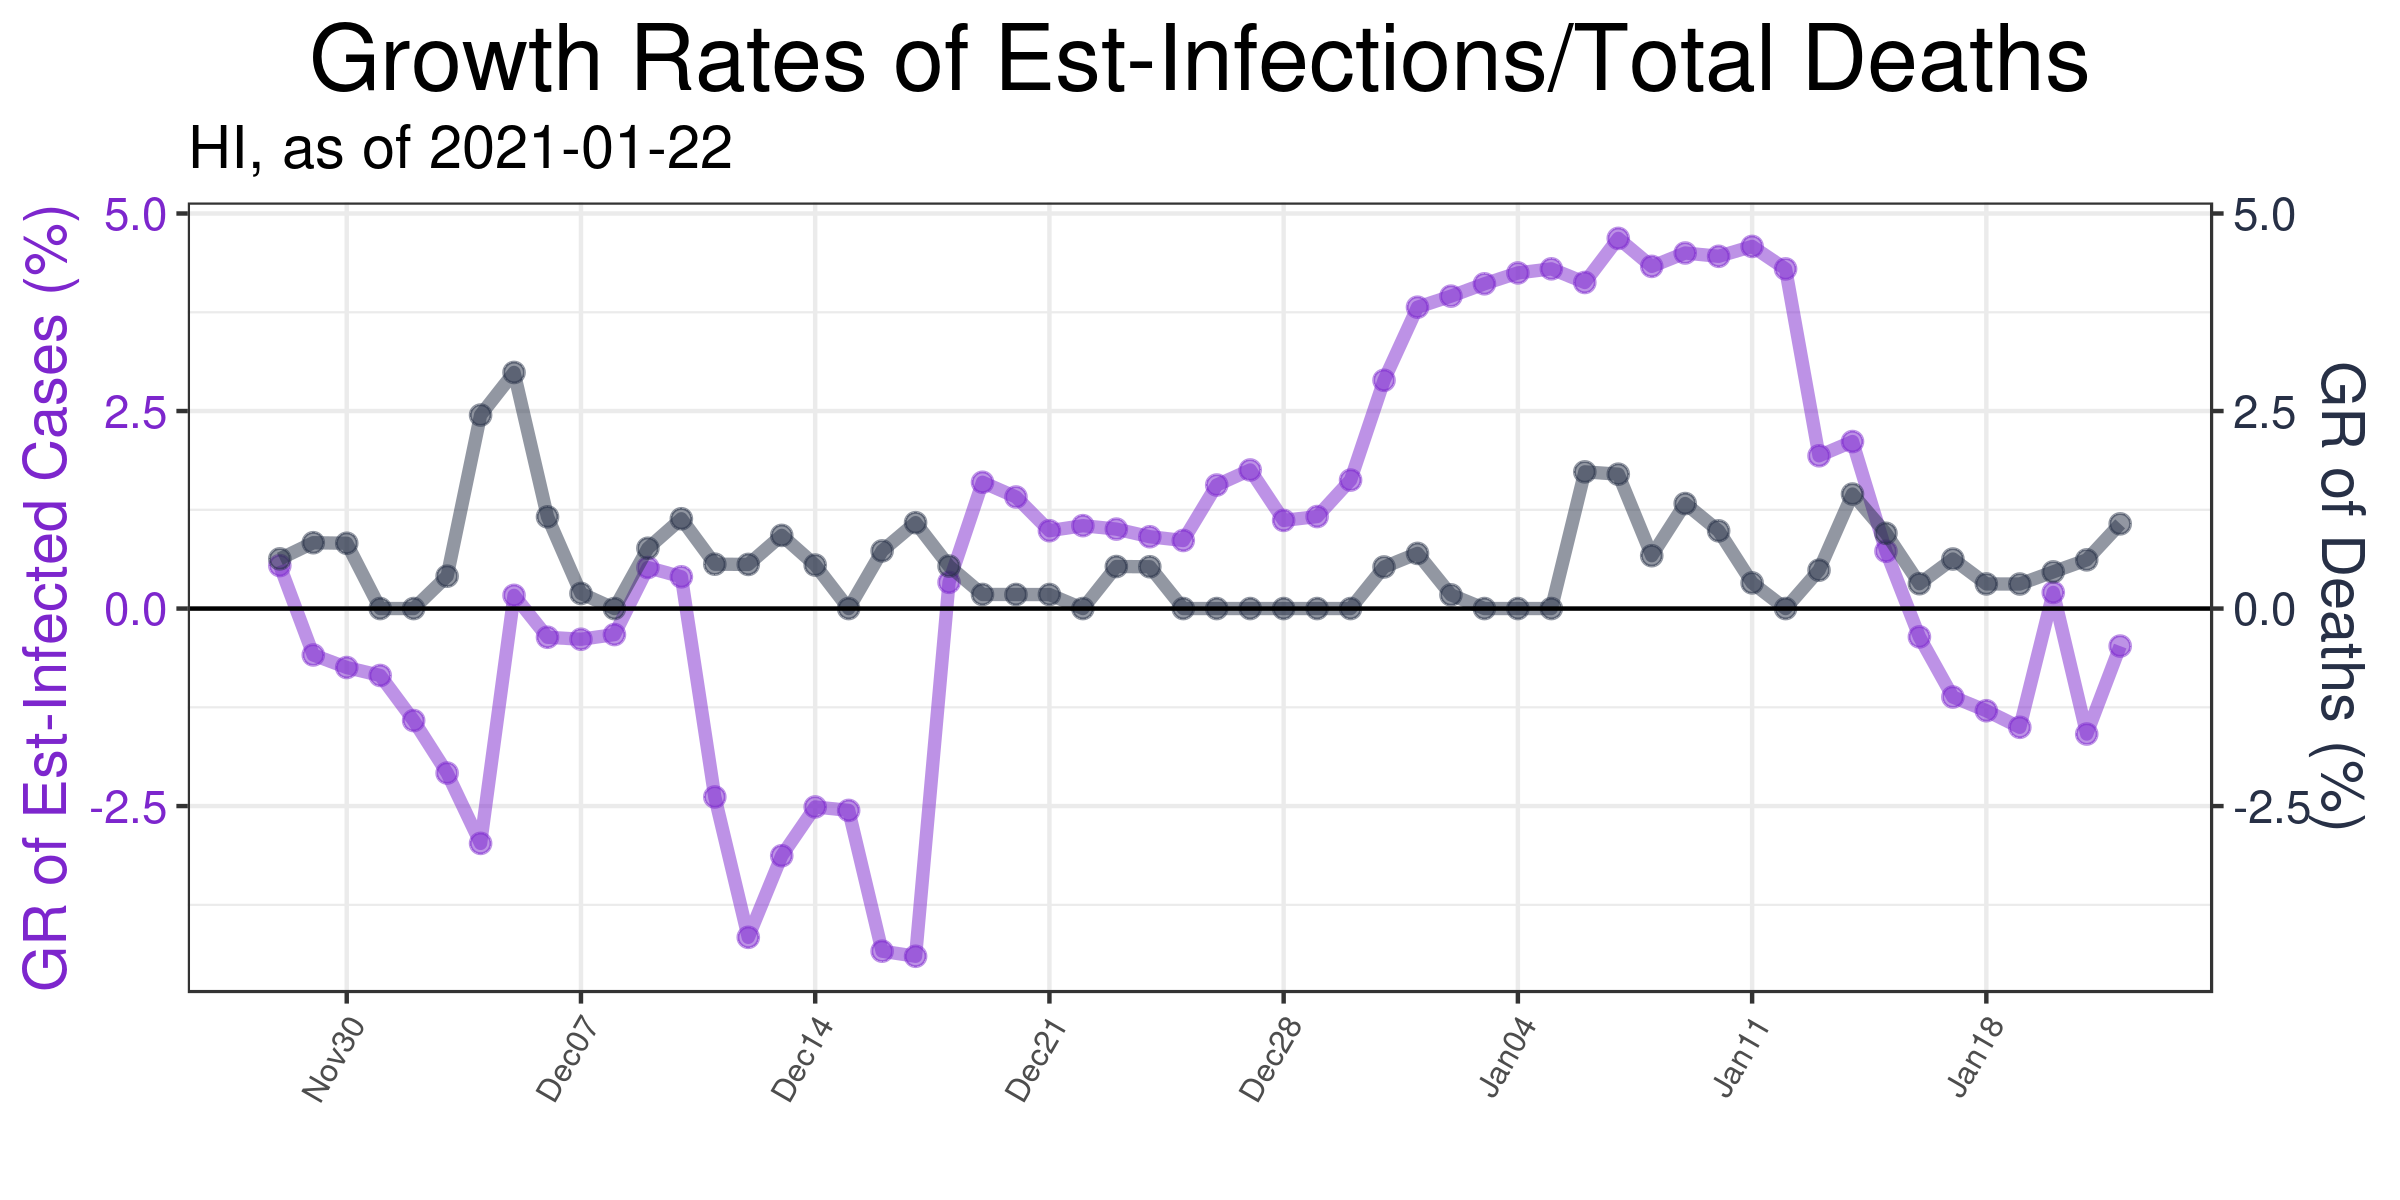 Growth Rates of Est-Infections/Total Deaths
HI, as of 2021-01-22
GR of Est-Infected Cases (%)
5.0
2.5
0.0
-2.5
5.0
2.5
0.0
-2.5
GR of Deaths (%)
Nov30
Dec07
Dec14
Dec21
Dec28
Jan04
Jan11
Jan18